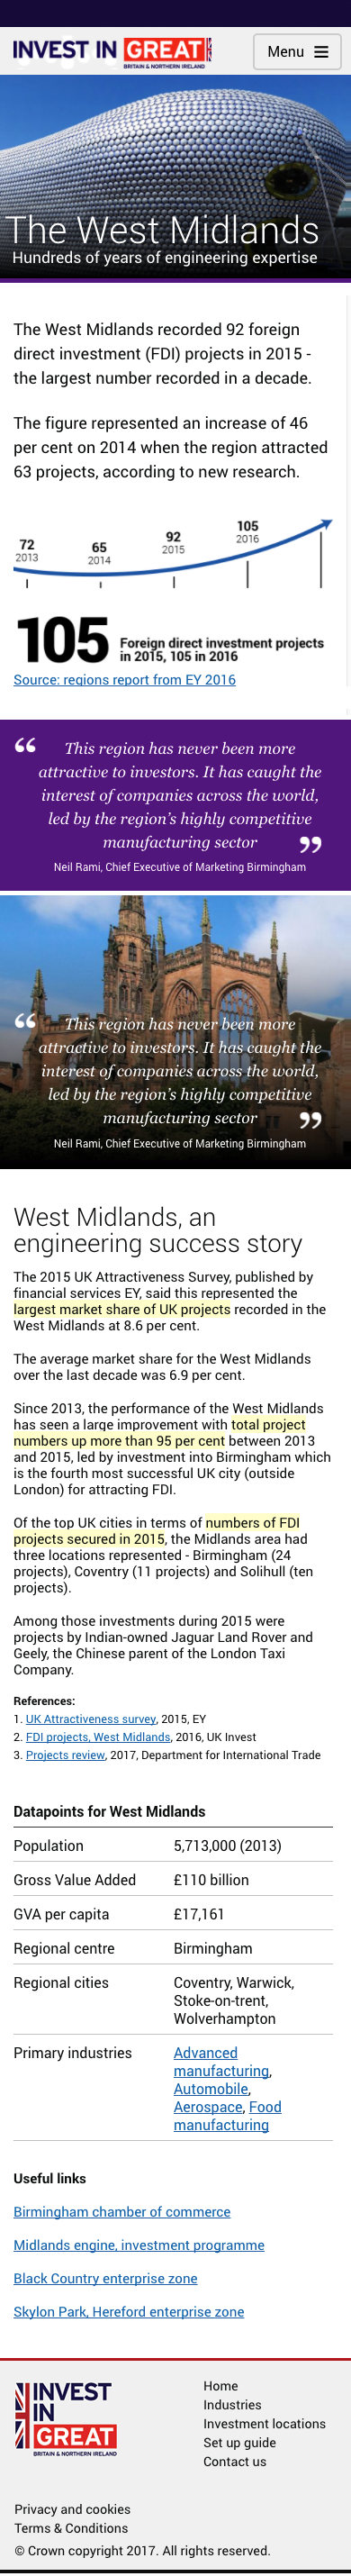 INVEST IN GREAT
BRITAIN & NORTHERN IRELAND
Menu
The West Midlands
Hundreds of years of engineering expertise
The West Midlands recorded 92 foreign
direct investment (FDI) projects in 2015 -
the largest number recorded in a decade.
The figure represented an increase of 46
per cent on 2014 when the region attracted
63 projects, according to new research.
72
2013
65
2014
92
2015
105
2016
105 Foreign direct investment projects
in 2015, 105 in 2016
Source: regions report from EY 2016
“ This region has never been more
attractive to investors. It has caught the
interest of companies across the world,
led by the region’s highly competitive
manufacturing sector ”
Neil Rami, Chief Executive of Marketing Birmingham
“ This region has never been more
attractive to investors. It has caught the
interest of companies across the world,
led by the region’s highly competitive
manufacturing sector ”
Neil Rami, Chief Executive of Marketing Birmingham
West Midlands, an
engineering success story
The 2015 UK Attractiveness Survey, published by
financial services EY, said this represented the
largest market share of UK projects recorded in the
West Midlands at 8.6 per cent.
The average market share for the West Midlands
over the last decade was 6.9 per cent.
Since 2013, the performance of the West Midlands
has seen a large improvement with total project
numbers up more than 95 per cent between 2013
and 2015, led by investment into Birmingham which
is the fourth most successful UK city (outside
London) for attracting FDI.
Of the top UK cities in terms of numbers of FDI
projects secured in 2015, the Midlands area had
three locations represented - Birmingham (24
projects), Coventry (11 projects) and Solihull (ten
projects).
Among those investments during 2015 were
projects by Indian-owned Jaguar Land Rover and
Geely, the Chinese parent of the London Taxi
Company.
References:
1. UK Attractiveness survey, 2015, EY
2. FDI projects, West Midlands, 2016, UK Invest
3. Projects review, 2017, Department for International Trade
Datapoints for West Midlands
Population 5,713,000 (2013)
Gross Value Added £110 billion
GVA per capita £17,161
Regional centre Birmingham
Regional cities Coventry, Warwick,
Stoke-on-trent,
Wolverhampton
Primary industries Advanced
manufacturing,
Automobile,
Aerospace, Food
manufacturing
Useful links
Birmingham chamber of commerce
Midlands engine, investment programme
Black Country enterprise zone
Skylon Park, Hereford enterprise zone
INVEST
IN
GREAT
BRITAIN & NORTHERN IRELAND
Home
Industries
Investment locations
Set up guide
Contact us
Privacy and cookies
Terms & Conditions
© Crown copyright 2017. All rights reserved.